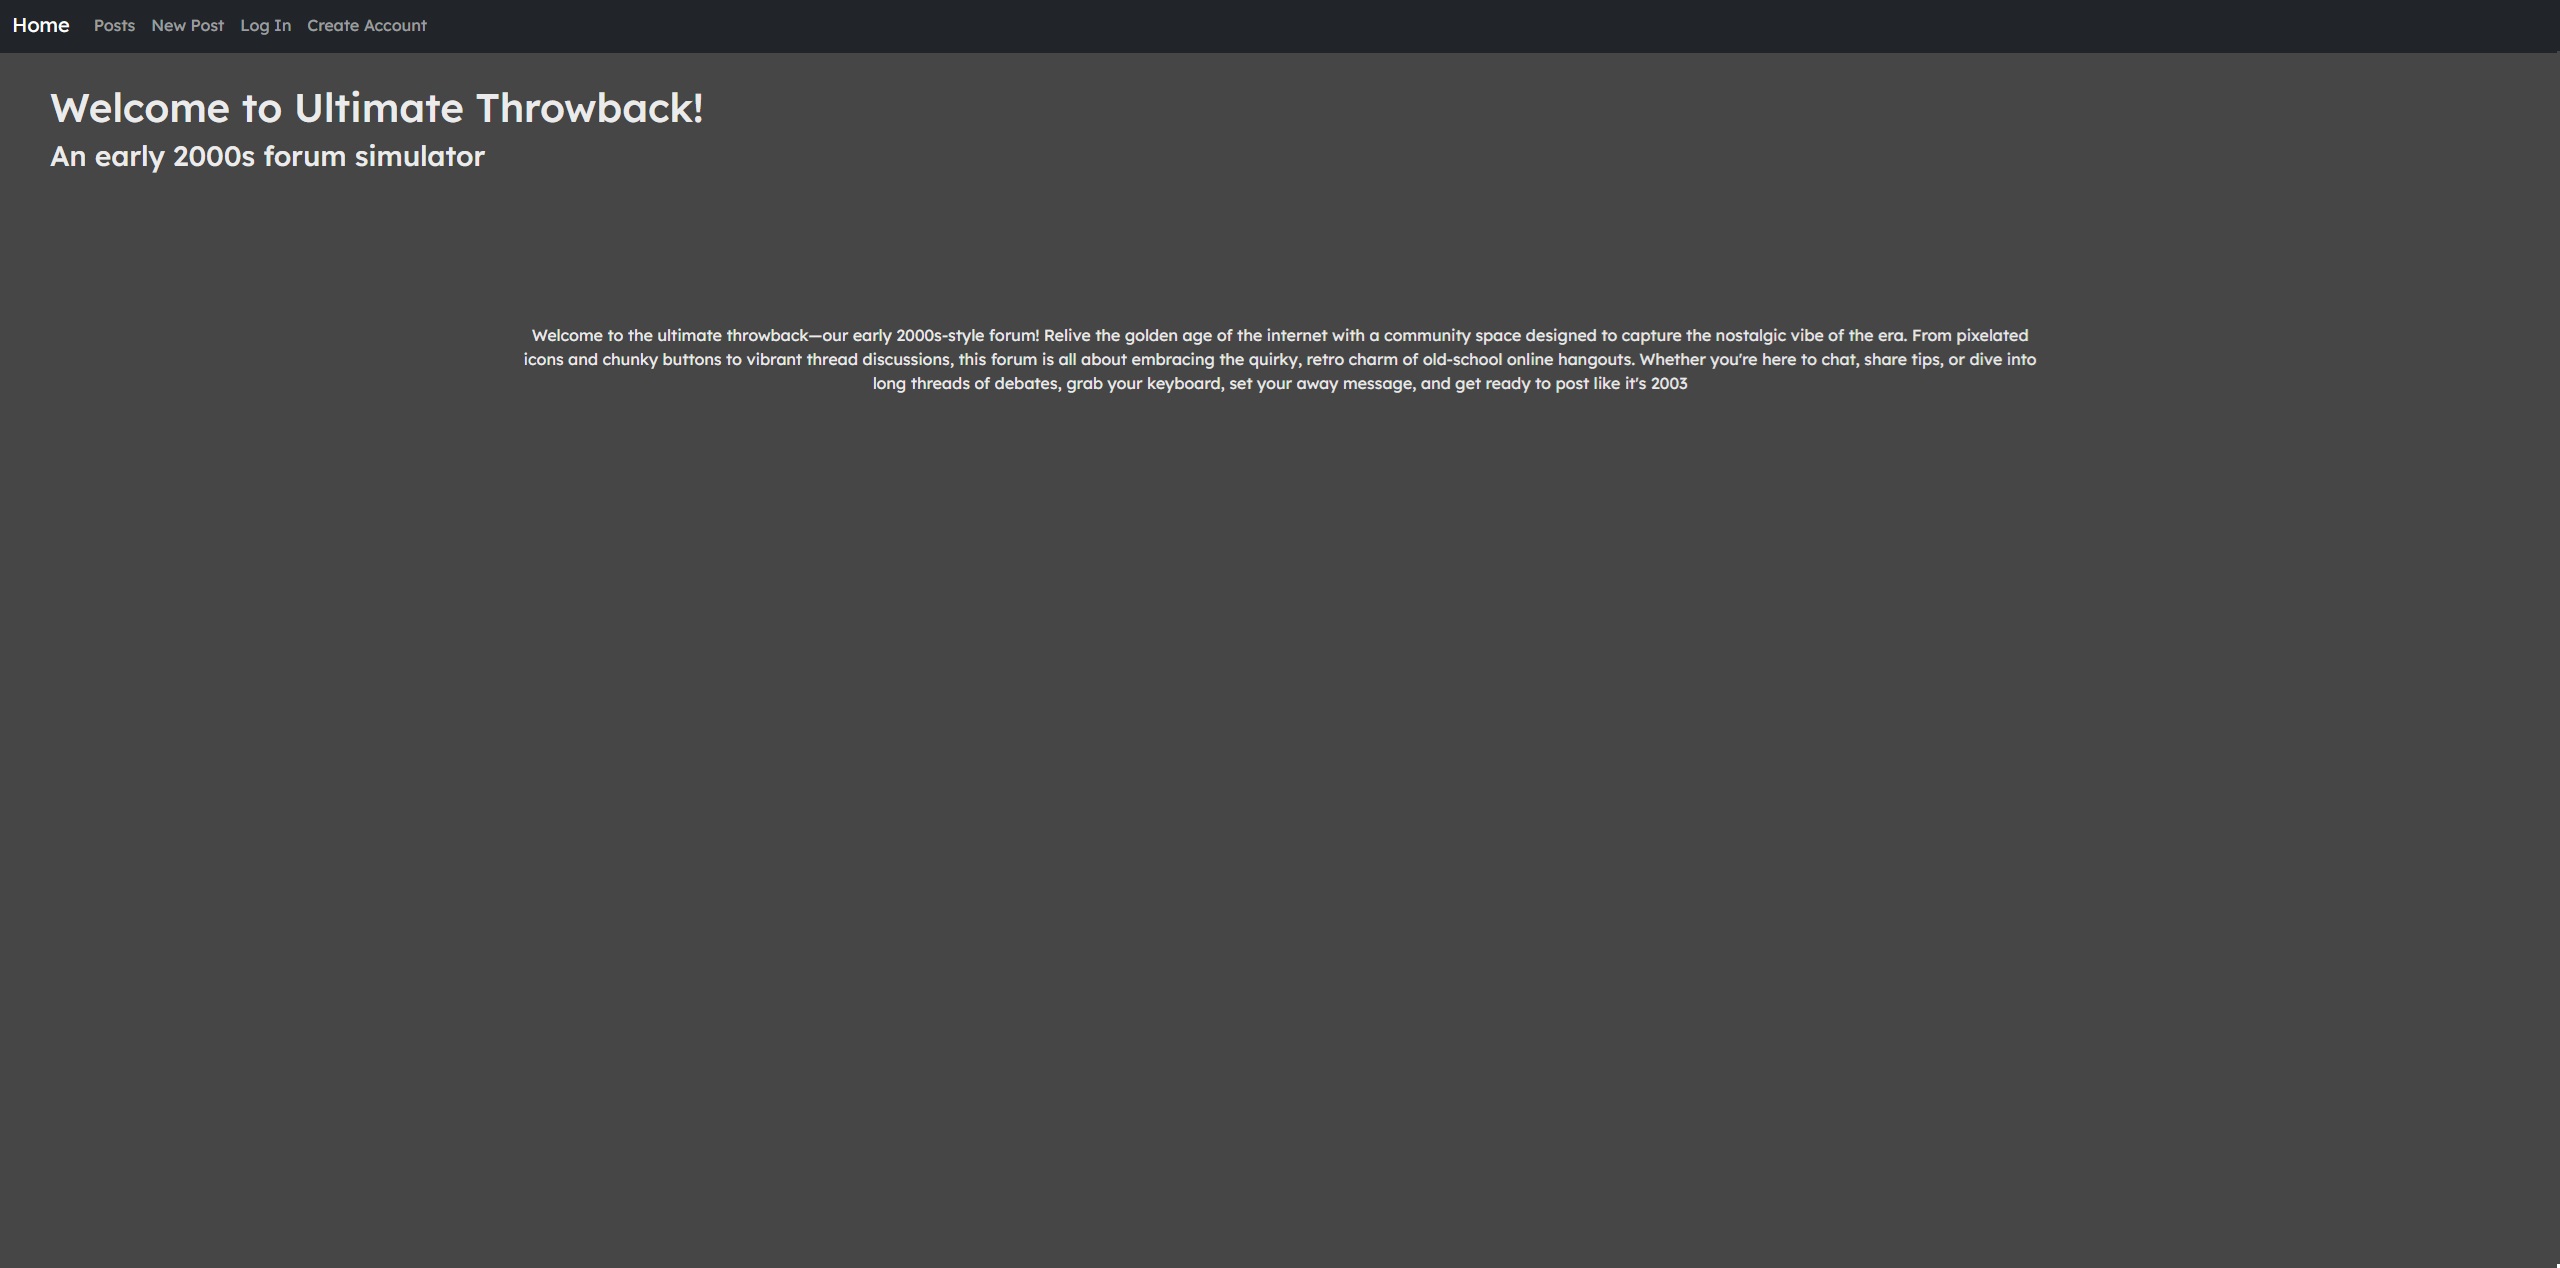 Home Posts New Post Log In Create Account
Welcome to Ultimate Throwback!
An early 2000s forum simulator
Welcome to the ultimate throwback—our early 2000s-style forum! Relive the golden age of the internet with a community space designed to capture the nostalgic vibe of the era. From pixelated
icons and chunky buttons to vibrant thread discussions, this forum is all about embracing the quirky, retro charm of old-school online hangouts. Whether you're here to chat, share tips, or dive into
long threads of debates, grab your keyboard, set your away message, and get ready to post like it's 2003